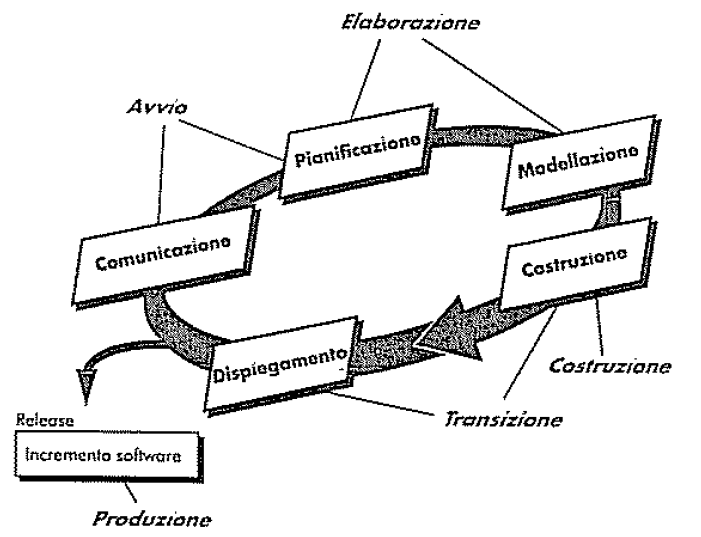 Elaborazione
Avvio
Pianificazione
Modellazione
Comunicazione
Costruzione
Dispiegamento
Costruzione
Transizione
Release
Incremento software
Produzione